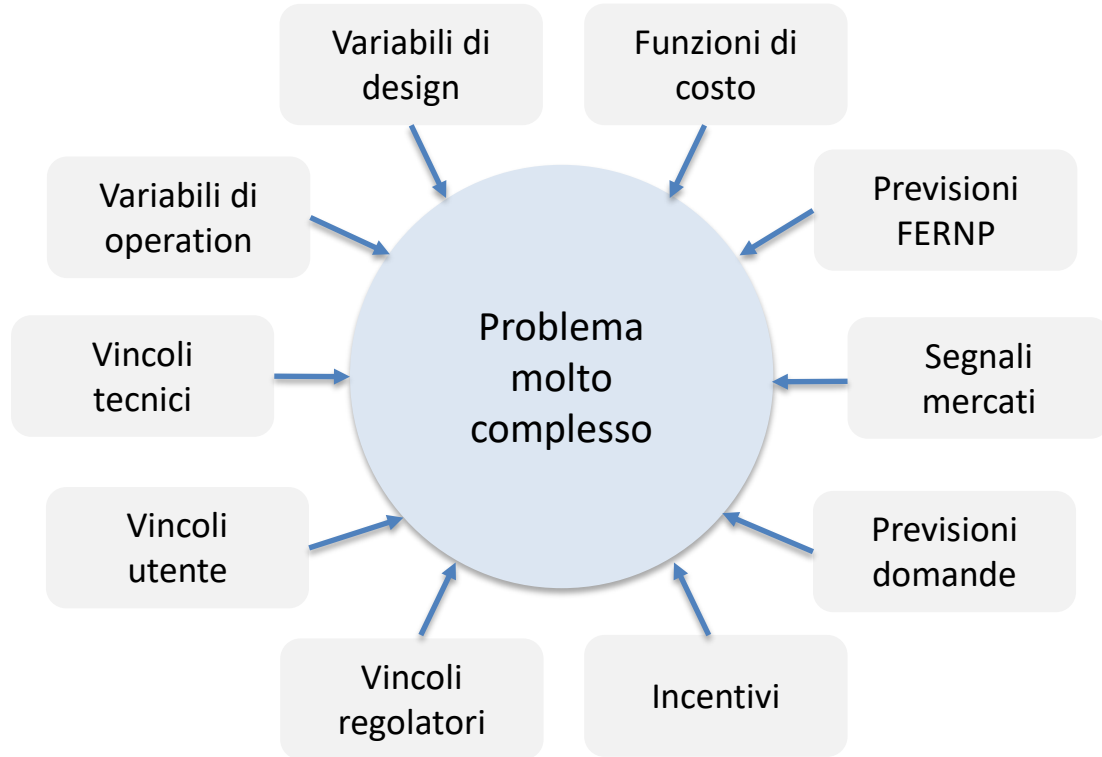 Variabili di
design
Funzioni di
costo
Variabili di
operation
Previsioni
FERNP
Problema
molto
complesso
Vincoli
tecnici
Segnali
mercati
Vincoli
utente
Previsioni
domande
Vincoli
regolatori
Incentivi